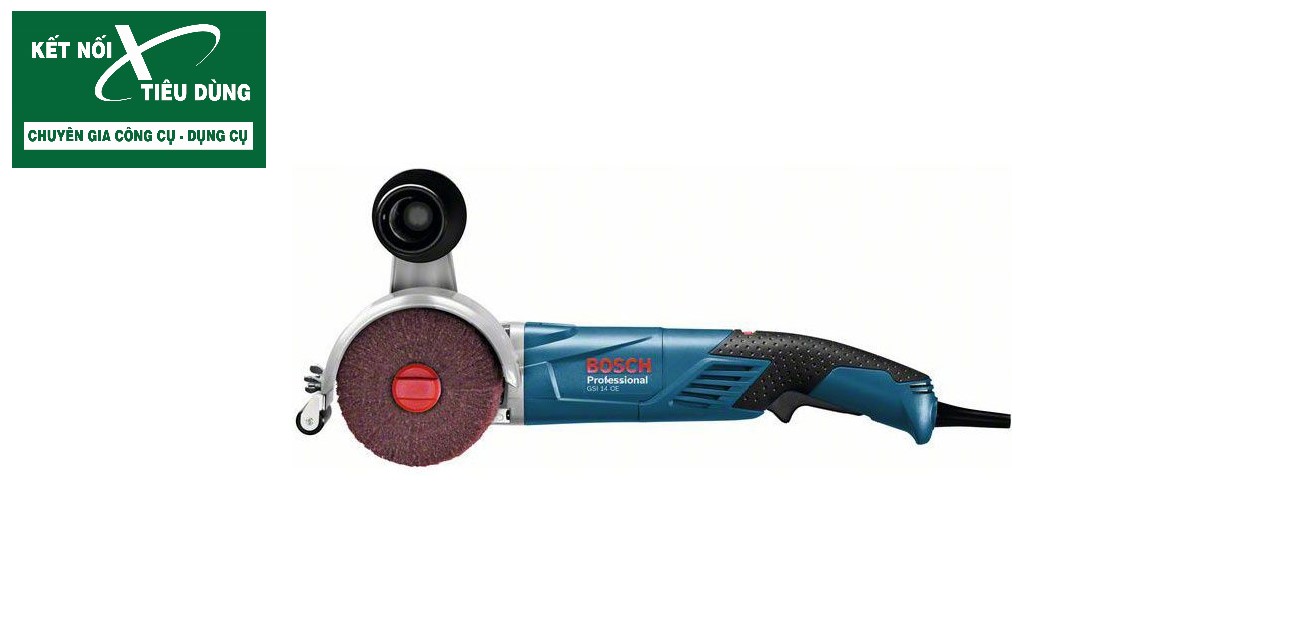 KẾT NỐI
TIÊU DÙNG
CHUYÊN GIA CÔNG CỤ - DỤNG CỤ
BOSCH
Professional
GSI 14 CE